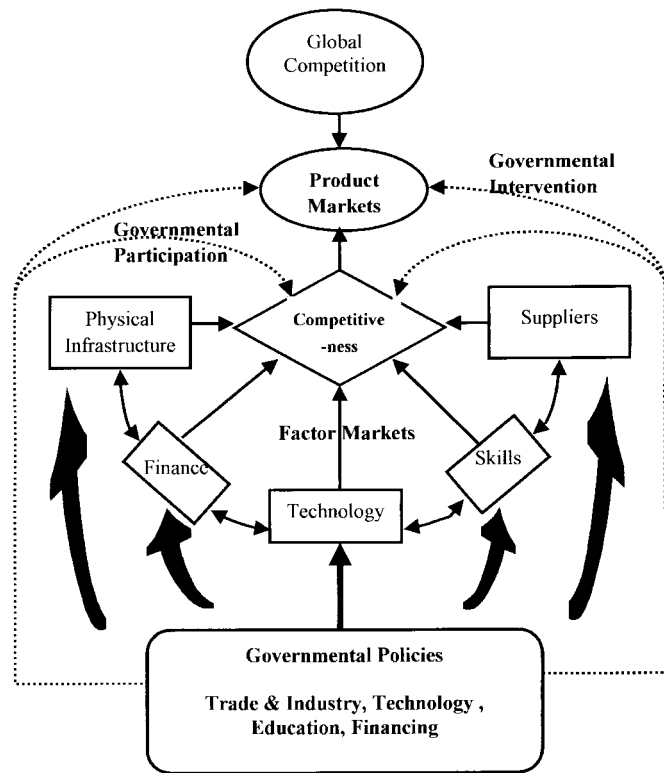 Global
Competition
Product
Markets
Governmental
Intervention
Governmental
Participation
Physical
Infrastructure
Competitive
-ness
Suppliers
Factor Markets
Finance
Skills
Technology
Governmental Policies
Trade & Industry, Technology ,
Education, Financing